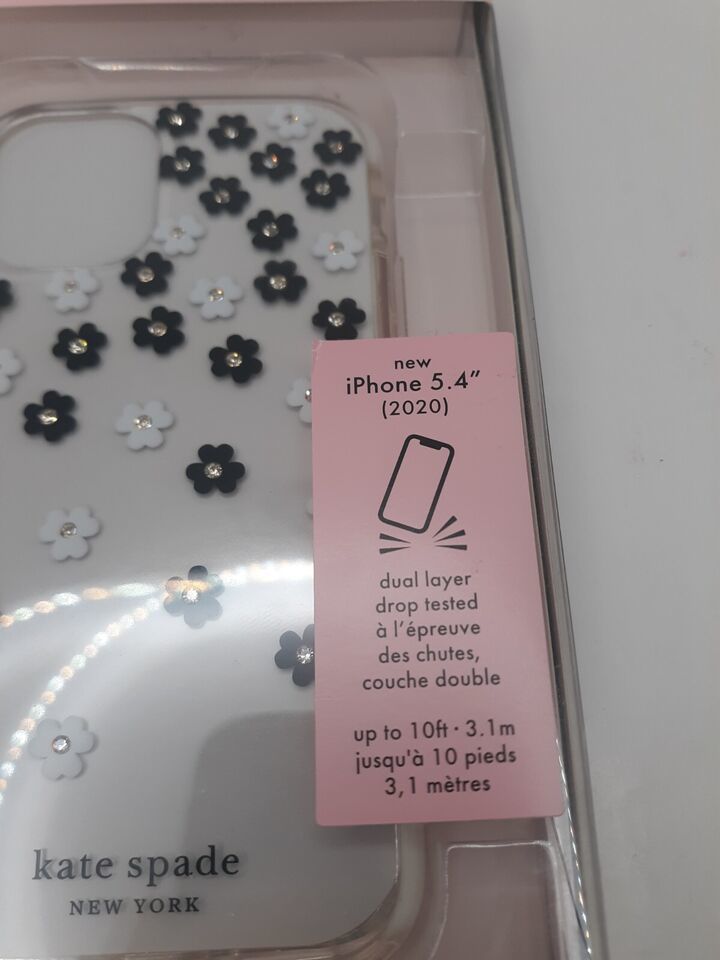 new
iPhone 5.4"
(2020)
dual layer
drop tested
à l'épreuve
des chutes,
couche double
up to 10ft · 3.1m
jusqu'à 10 pieds
3,1 mètres
kate spade
NEW YORK